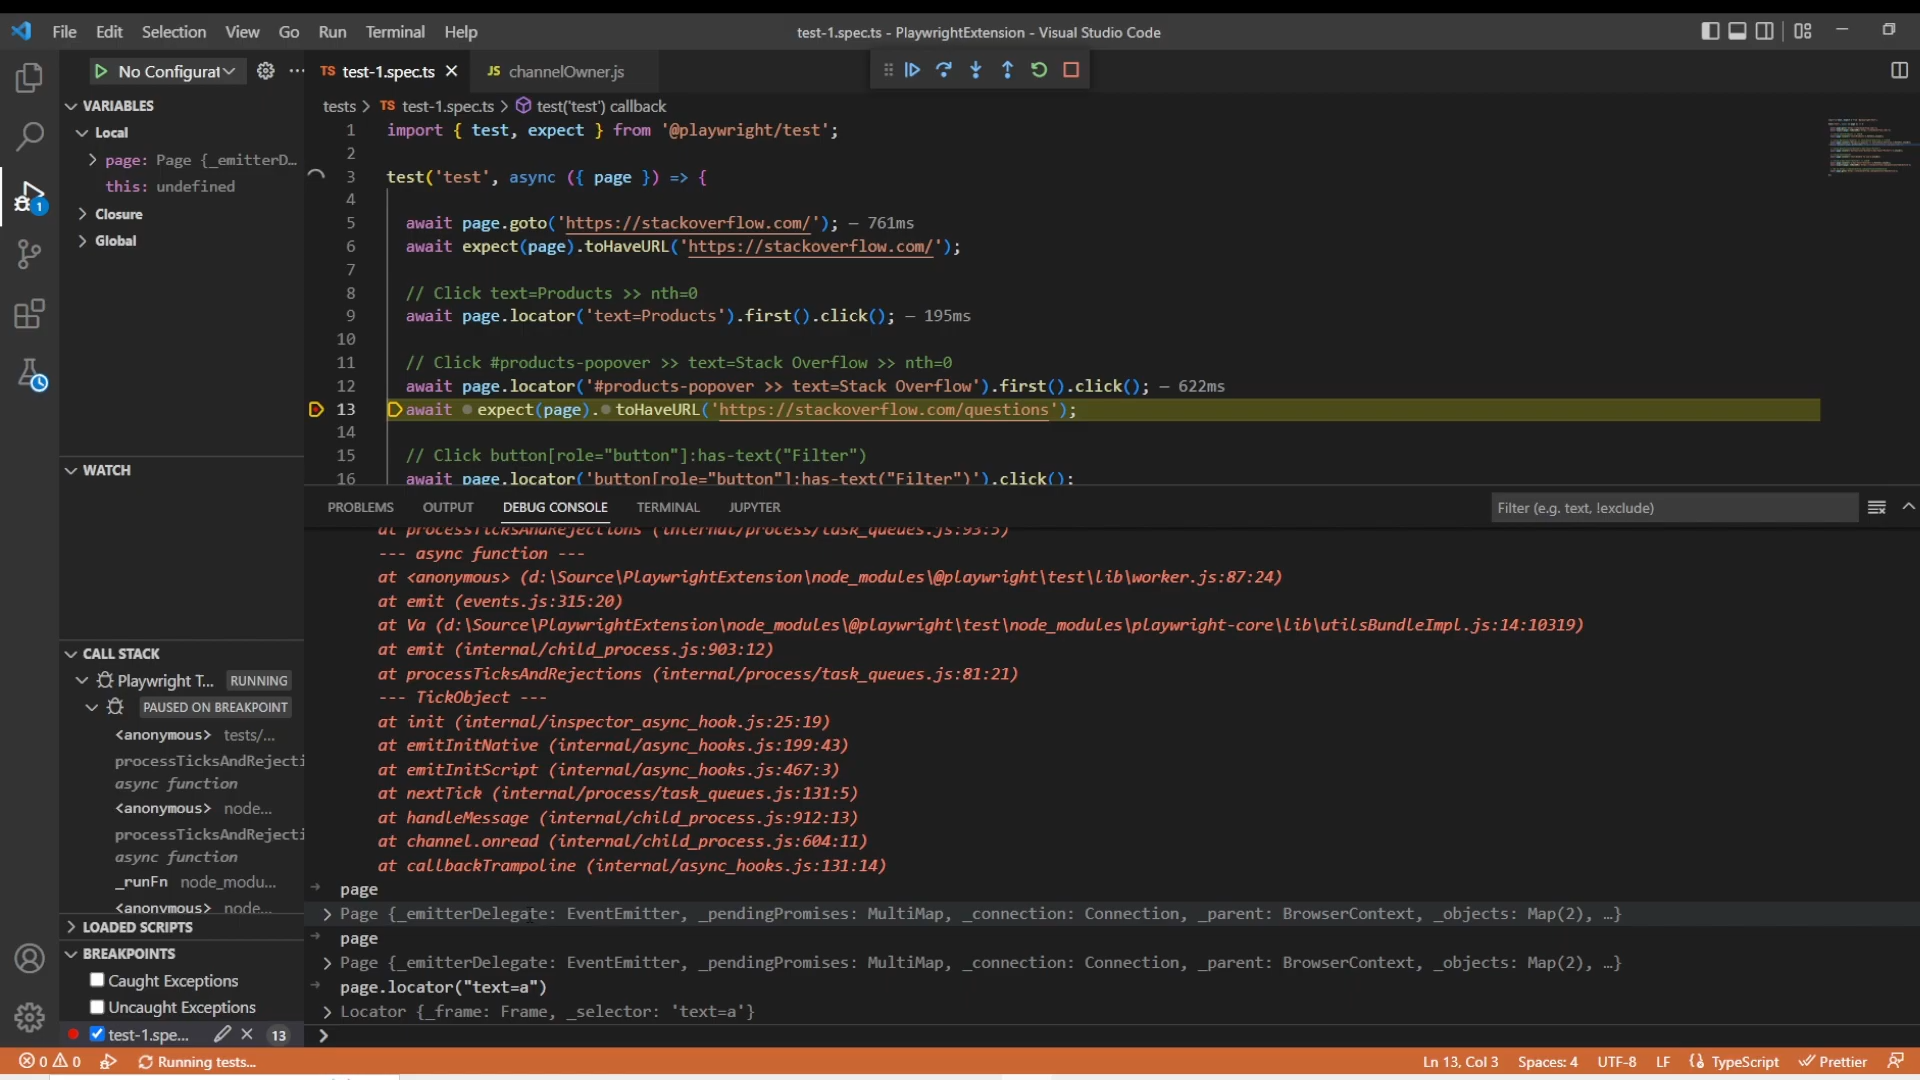 File Edit Selection View Go Run Terminal Help
test-1.spec.ts - PlaywrightExtension - Visual Studio Code
No Configurat
TS test-1.spec.ts
JS channelOwner.js
tests > TS test-1.spec.ts > test('test') callback
VARIABLES
Local
page: Page {_emitterD...
this: undefined
Closure
Global
WATCH
CALL STACK
Playwright T... RUNNING
PAUSED ON BREAKPOINT
<anonymous> tests/...
processTicksAndRejecti
async function
<anonymous> node...
processTicksAndRejecti
async function
_runFn node_modu...
<anonymous> node...
LOADED SCRIPTS
BREAKPOINTS
Caught Exceptions
Uncaught Exceptions
test-1.spe... 13
1
1 import { test, expect } from '@playwright/test';
2
3 test('test', async ({ page }) => {
4
5 await page.goto('https://stackoverflow.com/'); — 761ms
6 await expect(page).toHaveURL('https://stackoverflow.com/');
7
8 // Click text=Products >> nth=0
9 await page.locator('text=Products').first().click(); — 195ms
10
11 // Click #products-popover >> text=Stack Overflow >> nth=0
12 await page.locator('#products-popover >> text=Stack Overflow').first().click(); — 622ms
13 await expect(page).toHaveURL('https://stackoverflow.com/questions');
14
15 // Click button[role="button"]:has-text("Filter")
16 await page.locator('button[role="button"]:has-text("Filter")').click();
PROBLEMS OUTPUT DEBUG CONSOLE TERMINAL JUPYTER
Filter (e.g. text, !exclude)
at processTicksAndRejections (internal/process/task_queues.js:93:5)
--- async function ---
at <anonymous> (d:\Source\PlaywrightExtension\node_modules\@playwright\test\lib\worker.js:87:24)
at emit (events.js:315:20)
at Va (d:\Source\PlaywrightExtension\node_modules\@playwright\test\node_modules\playwright-core\lib\utilsBundleImpl.js:14:10319)
at emit (internal/child_process.js:903:12)
at processTicksAndRejections (internal/process/task_queues.js:81:21)
--- TickObject ---
at init (internal/inspector_async_hook.js:25:19)
at emitInitNative (internal/async_hooks.js:199:43)
at emitInitScript (internal/async_hooks.js:467:3)
at nextTick (internal/process/task_queues.js:131:5)
at handleMessage (internal/child_process.js:912:13)
at channel.onread (internal/child_process.js:604:11)
at callbackTrampoline (internal/async_hooks.js:131:14)
page
Page {_emitterDelegate: EventEmitter, _pendingPromises: MultiMap, _connection: Connection, _parent: BrowserContext, _objects: Map(2), …}
page
Page {_emitterDelegate: EventEmitter, _pendingPromises: MultiMap, _connection: Connection, _parent: BrowserContext, _objects: Map(2), …}
page.locator("text=a")
Locator {_frame: Frame, _selector: 'text=a'}
0 0 Running tests... Ln 13, Col 3 Spaces: 4 UTF-8 LF TypeScript Prettier